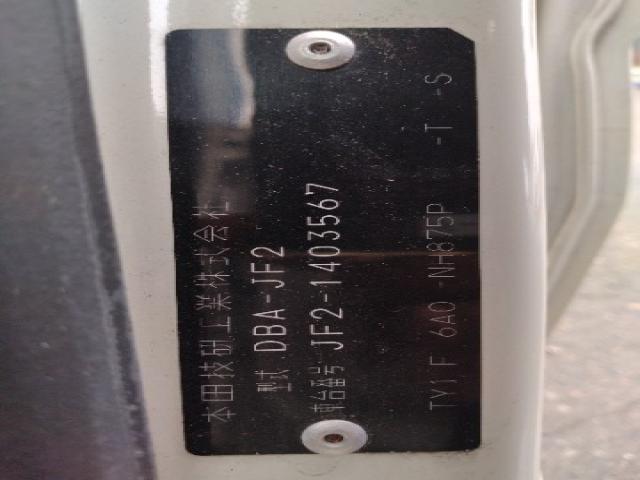 本田技研工業株式会社
型式 DBA-JF2
車台番号 JF2-1403567
TY1F 6A0 -NH875P -T -S